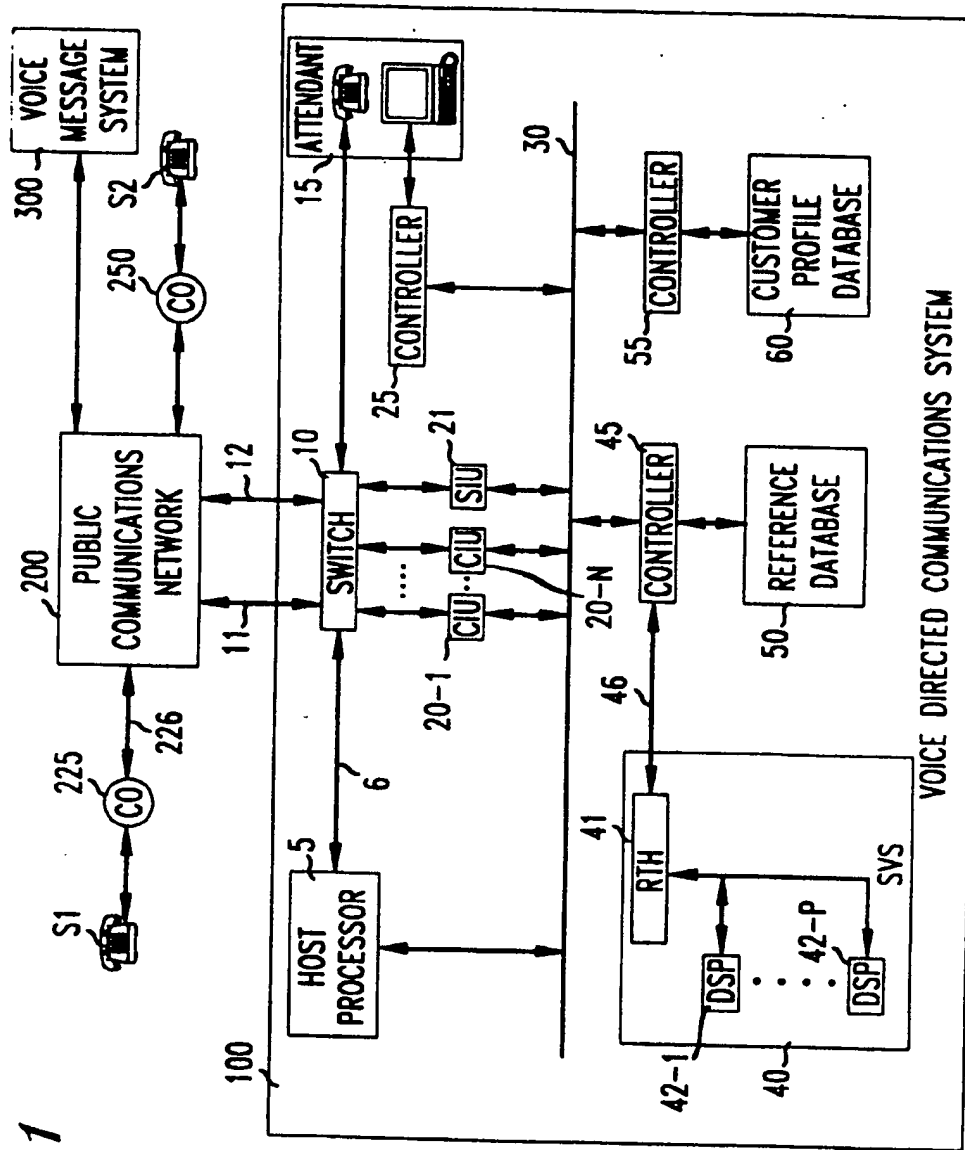 1
S1
CO
225
226
200
PUBLIC
COMMUNICATIONS
NETWORK
300
VOICE
MESSAGE
SYSTEM
S2
250
CO
11
12
100
5
HOST
PROCESSOR
6
10
SWITCH
15
ATTENDANT
25
CONTROLLER
20-1
CIU
....
CIU
..
20-N
21
SIU
30
46
45
CONTROLLER
50
REFERENCE
DATABASE
55
CONTROLLER
60
CUSTOMER
PROFILE
DATABASE
41
RTH
42-1
DSP
....
42-P
DSP
40
SVS
VOICE DIRECTED COMMUNICATIONS SYSTEM